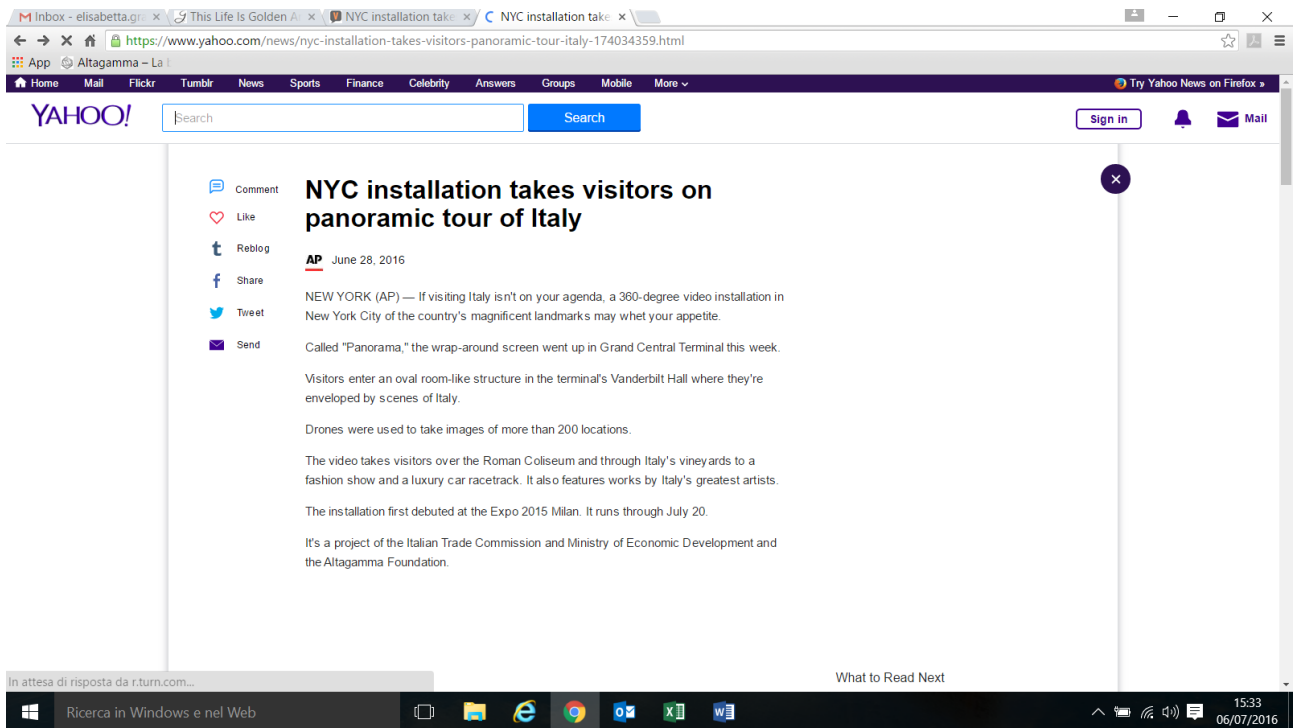 Inbox - elisabetta.gra
This Life Is Golden A
NYC installation take
NYC installation take
https://www.yahoo.com/news/nyc-installation-takes-visitors-panoramic-tour-italy-174034359.html
App Altagamma – La
Home Mail Flickr Tumblr News Sports Finance Celebrity Answers Groups Mobile More Try Yahoo News on Firefox »
YAHOO! Search Search Sign in Mail
NYC installation takes visitors on
panoramic tour of Italy
Comment
Like
Reblog
Share
Tweet
Send
AP June 28, 2016
NEW YORK (AP) — If visiting Italy isn't on your agenda, a 360-degree video installation in
New York City of the country's magnificent landmarks may whet your appetite.
Called "Panorama," the wrap-around screen went up in Grand Central Terminal this week.
Visitors enter an oval room-like structure in the terminal's Vanderbilt Hall where they're
enveloped by scenes of Italy.
Drones were used to take images of more than 200 locations.
The video takes visitors over the Roman Coliseum and through Italy's vineyards to a
fashion show and a luxury car racetrack. It also features works by Italy's greatest artists.
The installation first debuted at the Expo 2015 Milan. It runs through July 20.
It's a project of the Italian Trade Commission and Ministry of Economic Development and
the Altagamma Foundation.
What to Read Next
In attesa di risposta da r.turn.com...
Ricerca in Windows e nel Web
15:33
06/07/2016